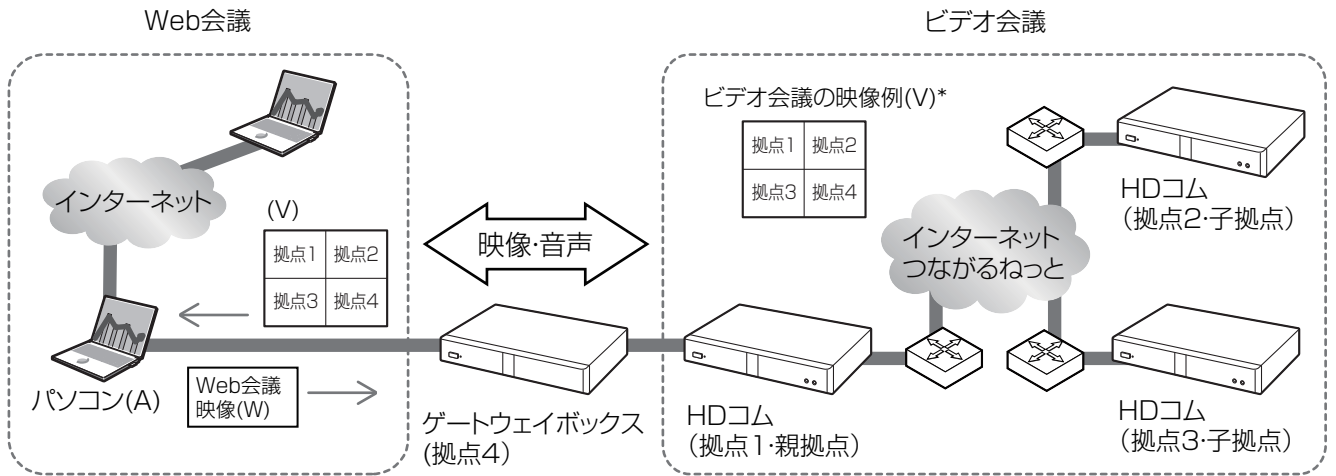 Web会議
ビデオ会議
ビデオ会議の映像例(V)*
拠点1
拠点2
拠点3
拠点4
インターネット
(V)
拠点1
拠点2
拠点3
拠点4
映像・音声
HDコム
(拠点2・子拠点)
インターネット
つながるねっと
パソコン(A)
Web会議
映像(W)
ゲートウェイボックス
(拠点4)
HDコム
(拠点1・親拠点)
HDコム
(拠点3・子拠点)